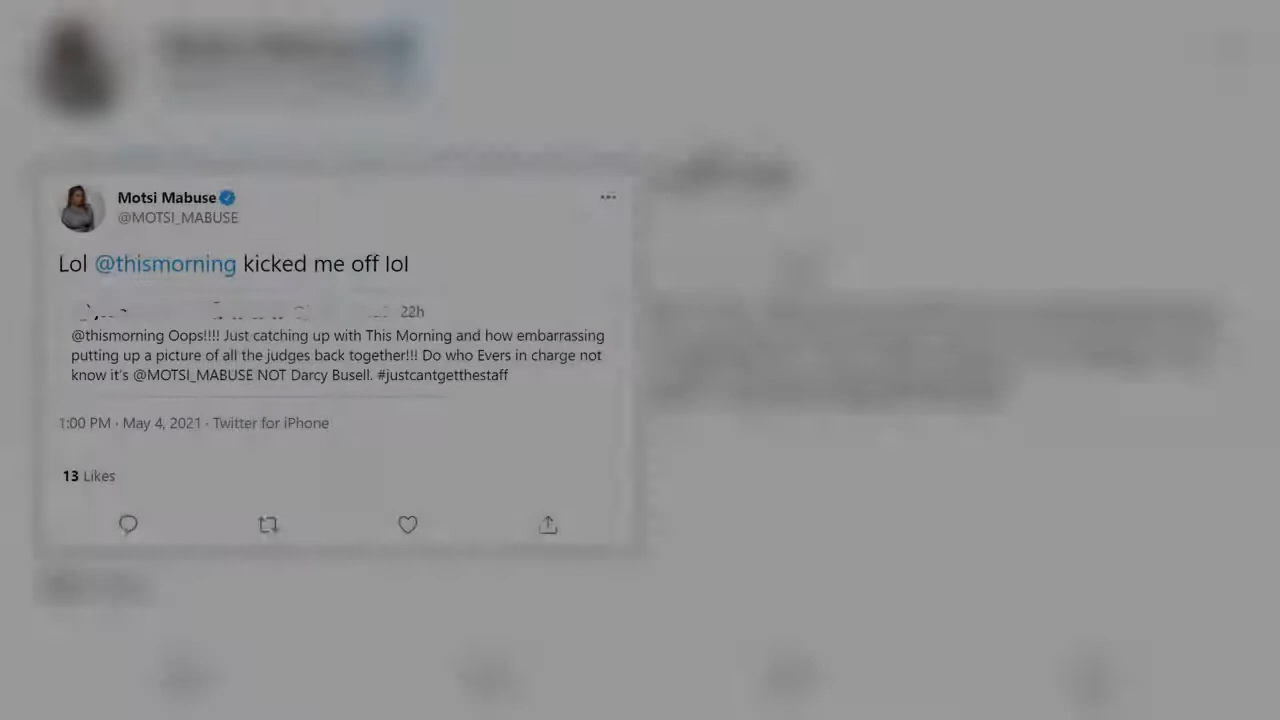 Motsi Mabuse
@MOTSI_MABUSE
Lol @thismorning kicked me off lol
22h
@thismorning Oops!!!! Just catching up with This Morning and how embarrassing
putting up a picture of all the judges back together!!! Do who Evers in charge not
know it's @MOTSI_MABUSE NOT Darcy Busell. #justcantgetthestaff
1:00 PM · May 4, 2021 · Twitter for iPhone
13 Likes